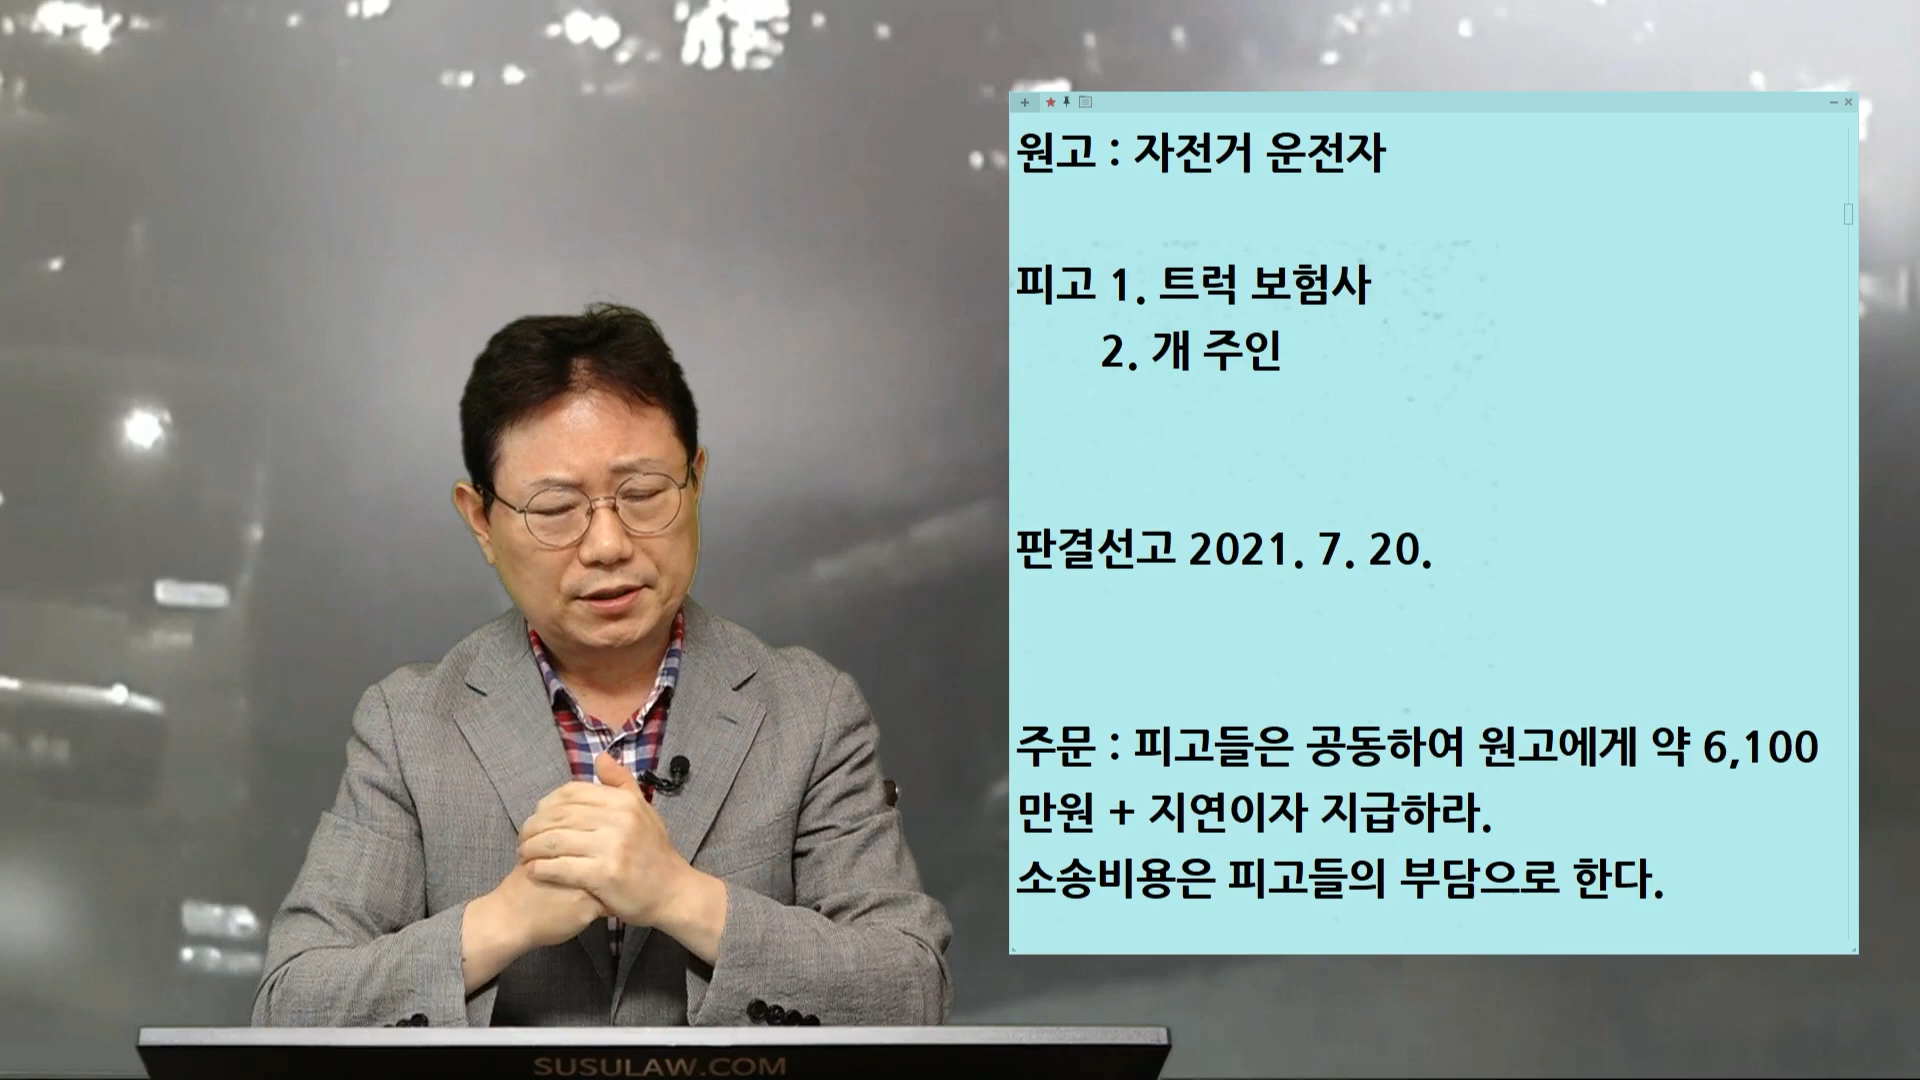 원고 : 자전거 운전자
피고 1. 트럭 보험사
2. 개 주인
판결선고 2021. 7. 20.
주문 : 피고들은 공동하여 원고에게 약 6,100
만원 + 지연이자 지급하라.
소송비용은 피고들의 부담으로 한다.
SUSULAW.COM